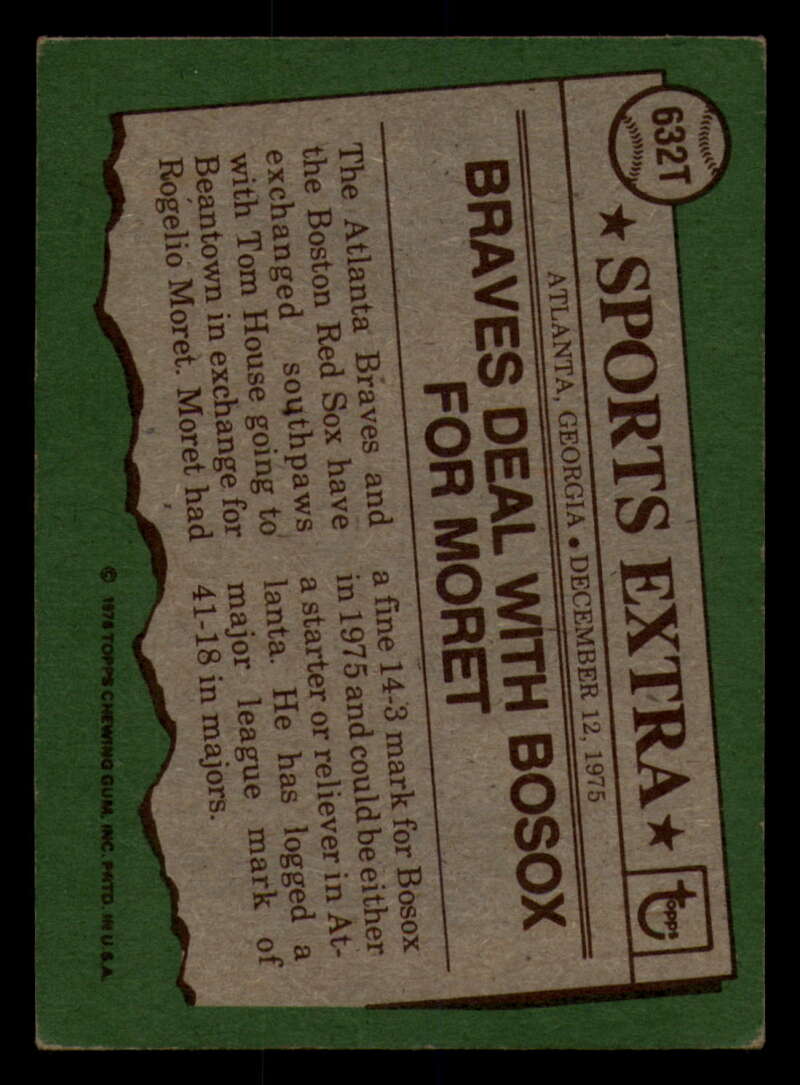 632T
★ SPORTS EXTRA ★
topps
ATLANTA, GEORGIA • DECEMBER 12, 1975
BRAVES DEAL WITH BOSOX
FOR MORET
The Atlanta Braves and
the Boston Red Sox have
exchanged southpaws
with Tom House going to
Beantown in exchange for
Rogelio Moret. Moret had
a fine 14-3 mark for Bosox
in 1975 and could be either
a starter or reliever in At-
lanta. He has logged a
major league mark of
41-18 in majors.
© 1976 TOPPS CHEWING GUM, INC. PRTD. IN U.S.A.